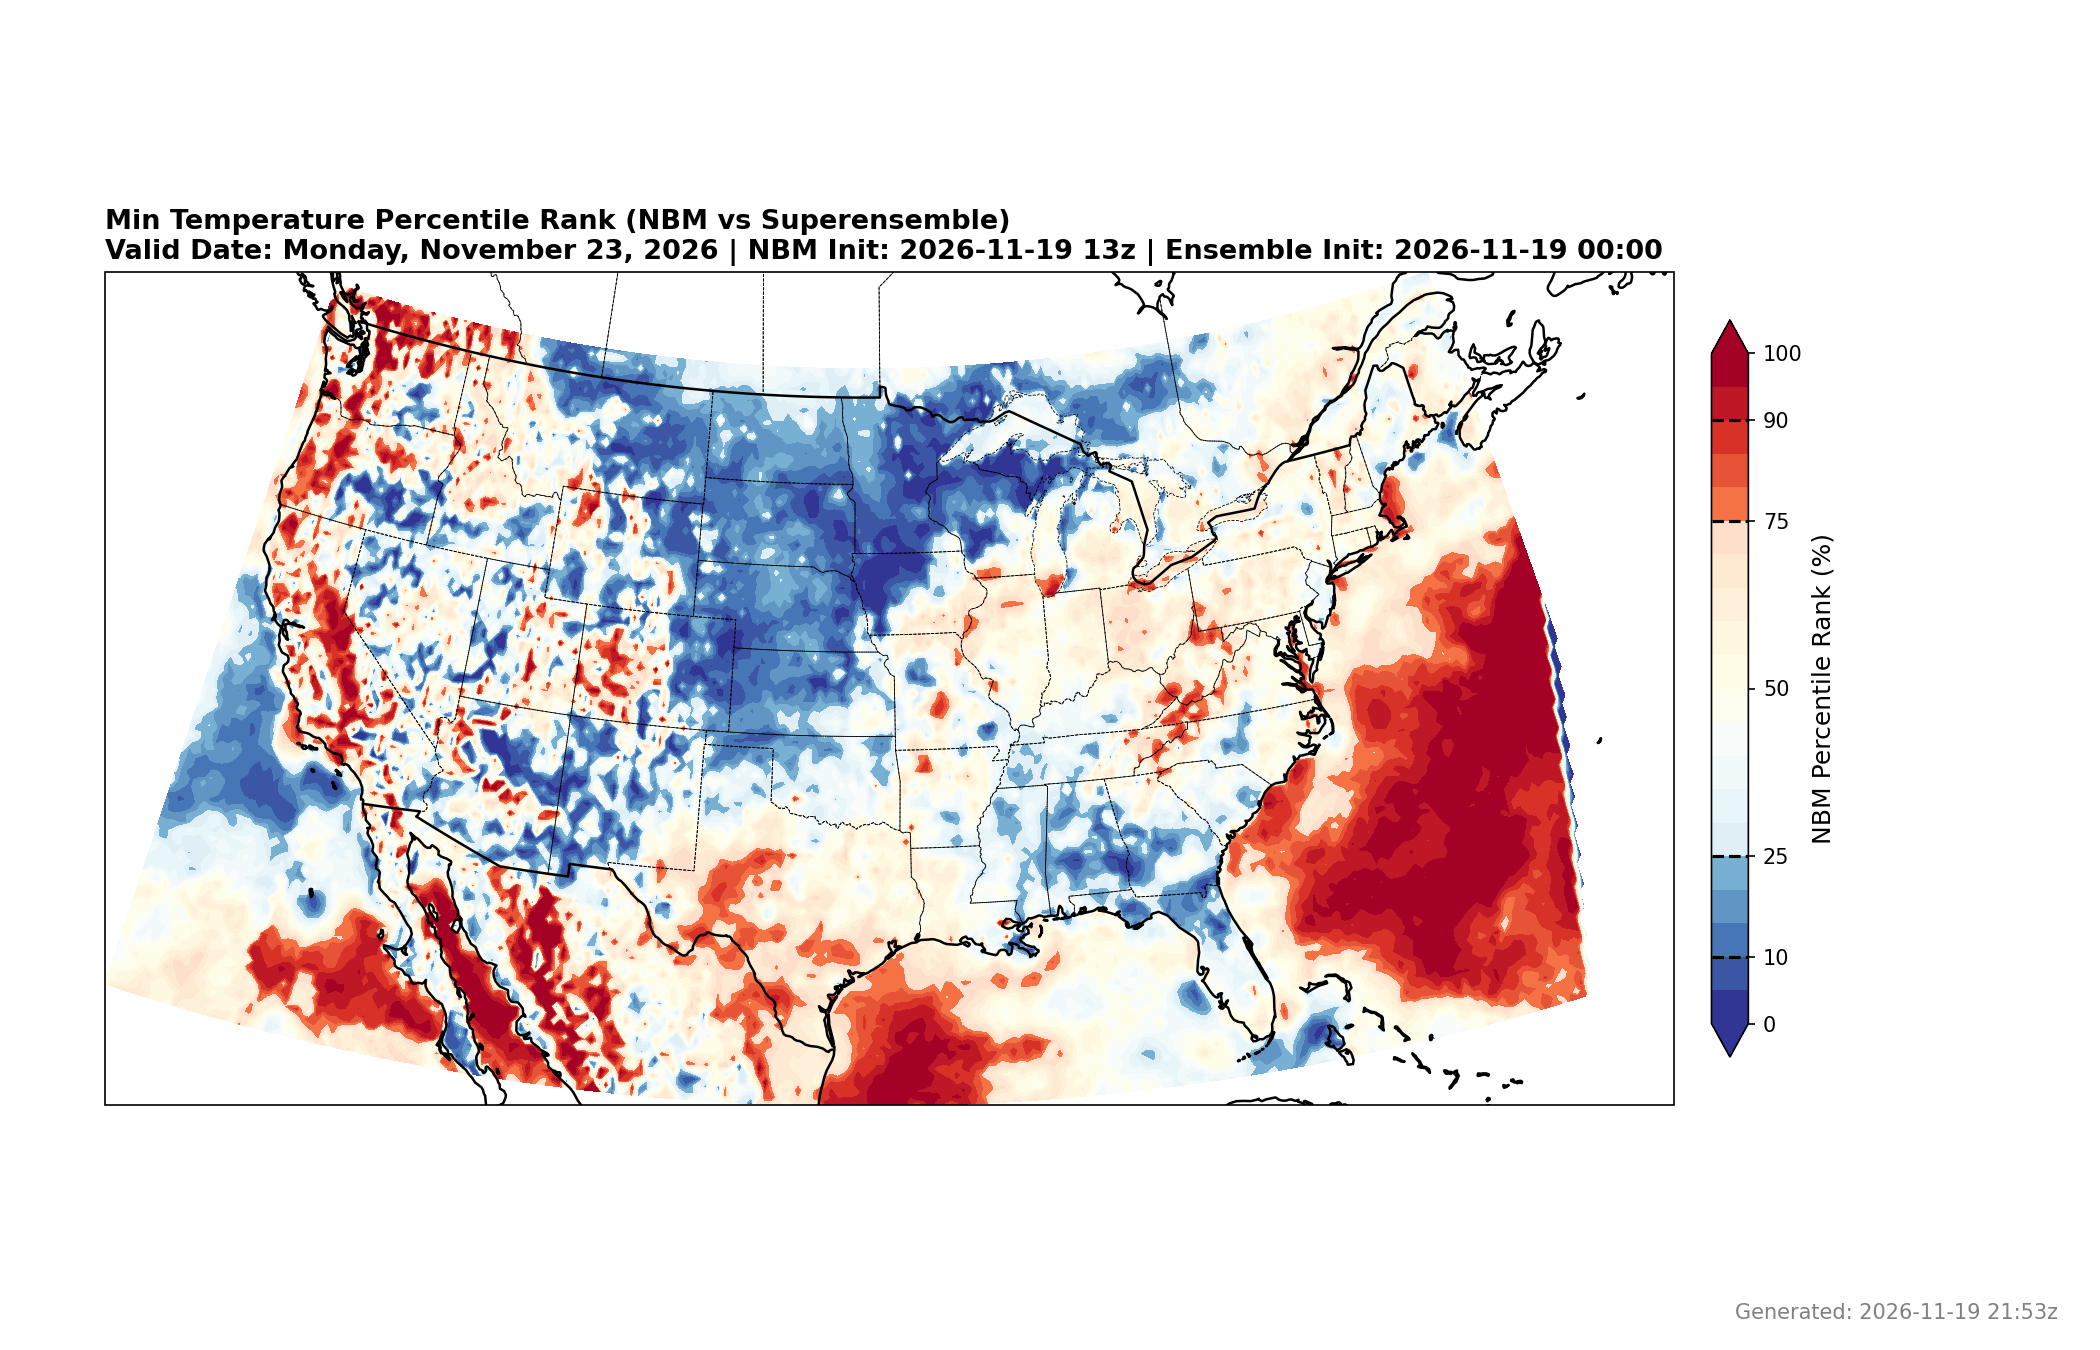 Min Temperature Percentile Rank (NBM vs Superensemble)
Valid Date: Monday, November 23, 2026 | NBM Init: 2026-11-19 13z | Ensemble Init: 2026-11-19 00:00
100
90
75
50
25
10
0
NBM Percentile Rank (%)
Generated: 2026-11-19 21:53z